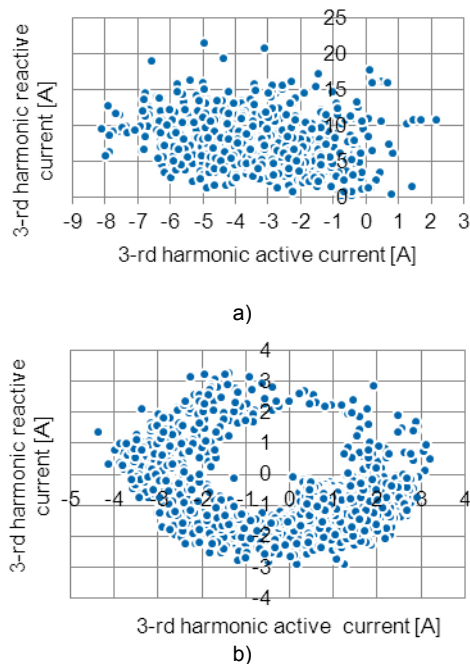 25
20
15
10
5
0
3-rd harmonic reactive
current [A]
-9 -8 -7 -6 -5 -4 -3 -2 -1 0 1 2 3
3-rd harmonic active current [A]
a)
4
3
2
1
0
-1
-2
-3
-4
3-rd harmonic reactive
current [A]
-5 -4 -3 -2 -1 0 1 2 3 4
3-rd harmonic active current [A]
b)